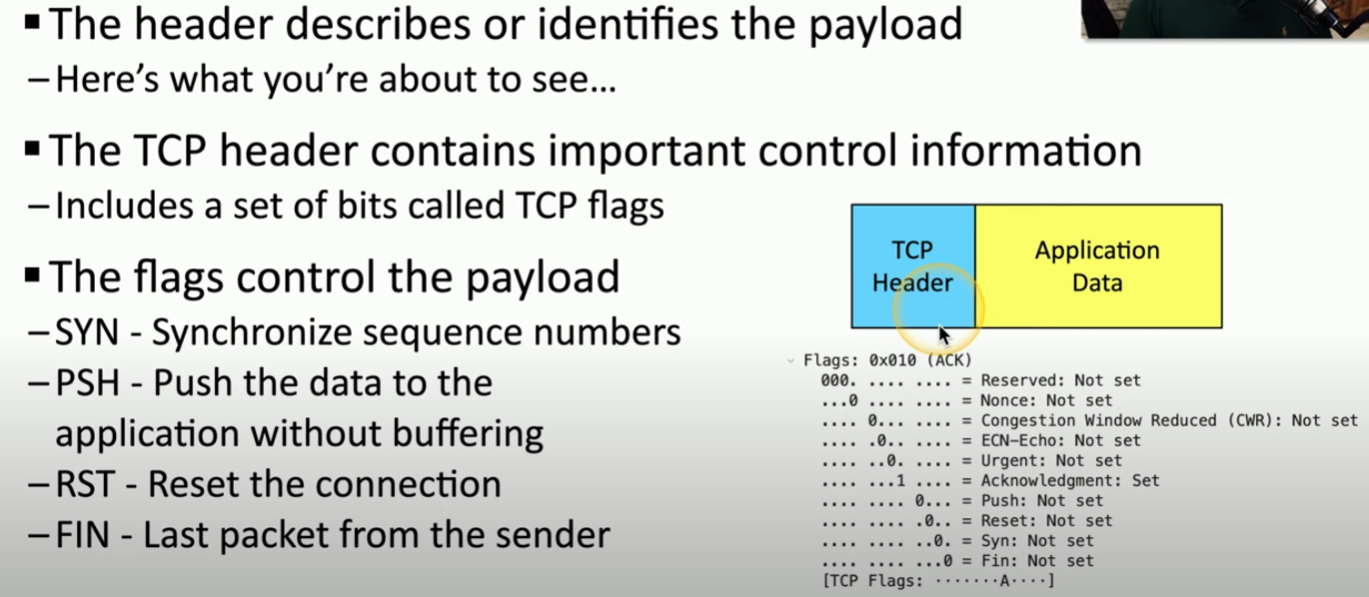 ▪ The header describes or identifies the payload
– Here's what you're about to see...
▪ The TCP header contains important control information
– Includes a set of bits called TCP flags
▪ The flags control the payload
– SYN - Synchronize sequence numbers
– PSH - Push the data to the
application without buffering
– RST - Reset the connection
– FIN - Last packet from the sender
TCP
Header
Application
Data
Flags: 0x010 (ACK)
000. .... .... = Reserved: Not set
...0 .... .... = Nonce: Not set
.... 0... .... = Congestion Window Reduced (CWR): Not set
.... .0.. .... = ECN-Echo: Not set
.... ..0. .... = Urgent: Not set
.... ...1 .... = Acknowledgment: Set
.... .... 0... = Push: Not set
.... .... .0.. = Reset: Not set
.... .... ..0. = Syn: Not set
.... .... ...0 = Fin: Not set
[TCP Flags: ·······A····]